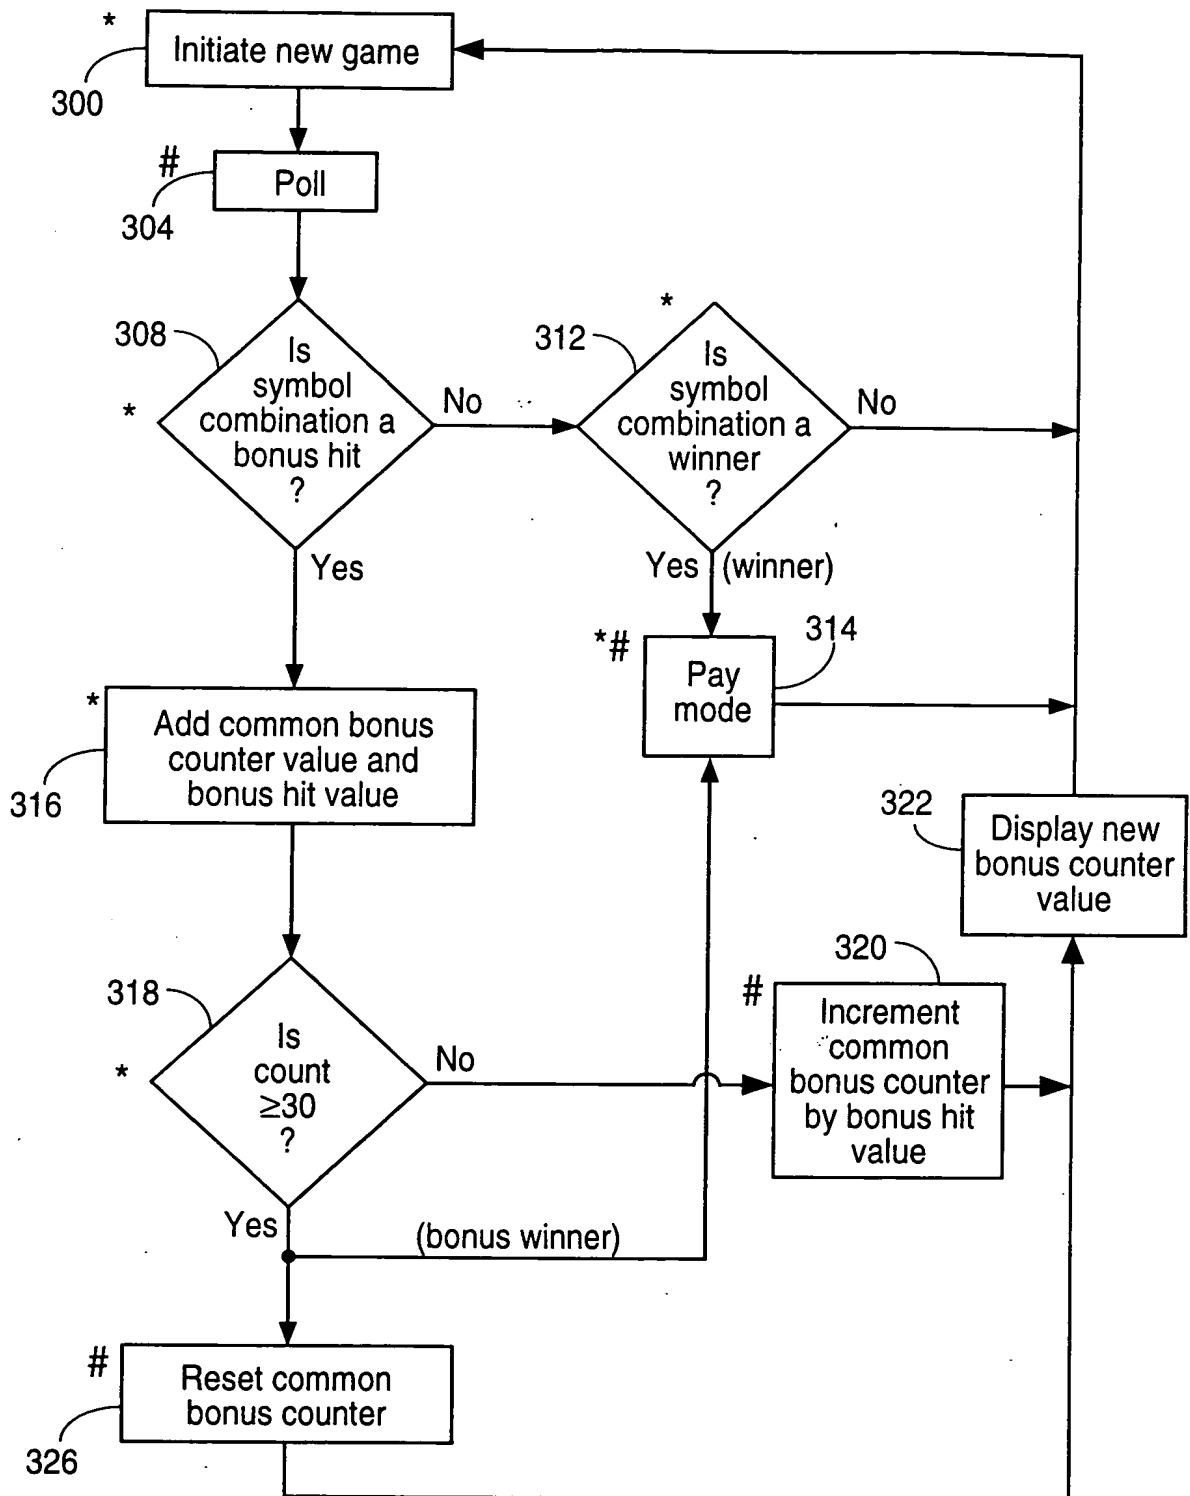 *
Initiate new game
300
#
Poll
304
308
*
Is
symbol
combination a
bonus hit
?
No
Yes
312
*
Is
symbol
combination a
winner
?
No
Yes (winner)
*#
Pay
mode
314
*
Add common bonus
counter value and
bonus hit value
316
322
Display new
bonus counter
value
318
*
Is
count
≥30
?
No
320
#
Increment
common
bonus counter
by bonus hit
value
Yes
(bonus winner)
#
Reset common
bonus counter
326